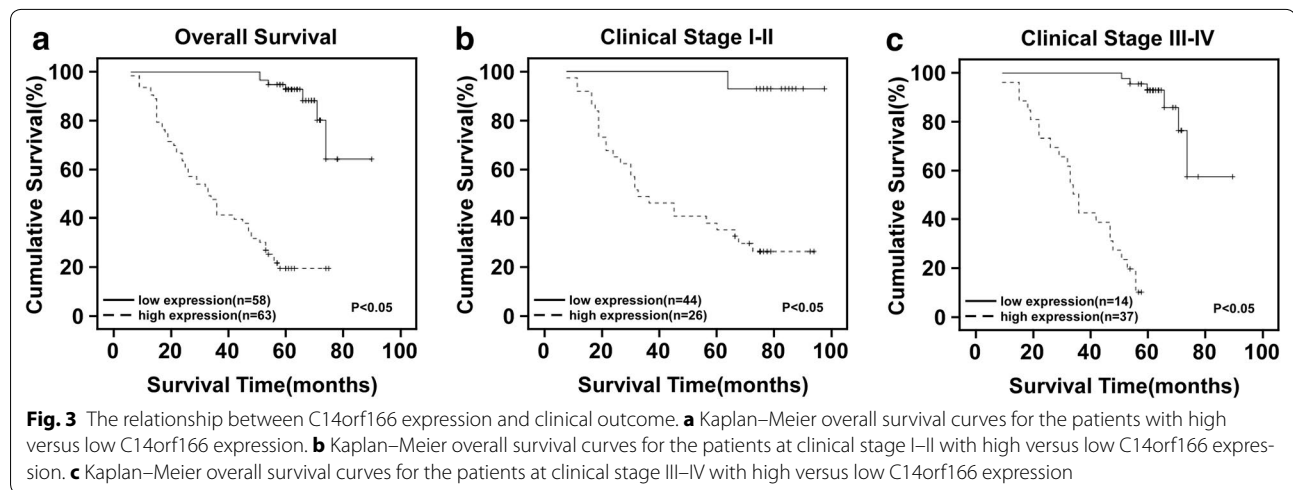 a
Overall Survival
Cumulative Survival(%)
100
80
60
40
20
0
low expression(n=58)
high expression(n=63)
P<0.05
0 20 40 60 80 100
Survival Time(months)
b
Clinical Stage I-II
Cumulative Survival(%)
100
80
60
40
20
0
low expression(n=44)
high expression(n=26)
P<0.05
0 20 40 60 80 100
Survival Time(months)
c
Clinical Stage III-IV
Cumulative Survival(%)
100
80
60
40
20
0
low expression(n=14)
high expression(n=37)
P<0.05
0 20 40 60 80 100
Survival Time(months)
Fig. 3 The relationship between C14orf166 expression and clinical outcome. a Kaplan–Meier overall survival curves for the patients with high
versus low C14orf166 expression. b Kaplan–Meier overall survival curves for the patients at clinical stage I–II with high versus low C14orf166 expres-
sion. c Kaplan–Meier overall survival curves for the patients at clinical stage III–IV with high versus low C14orf166 expression